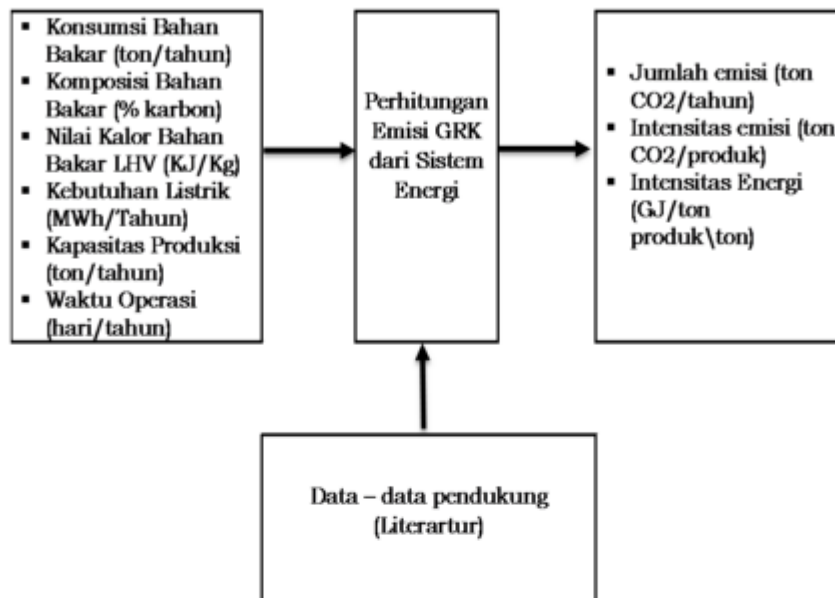 ▪ Konsumsi Bahan
Bakar (ton/tahun)
▪ Komposisi Bahan
Bakar (% karbon)
▪ Nilai Kalor Bahan
Bakar LHV (KJ/Kg)
▪ Kebutuhan Listrik
(MWh/Tahun)
▪ Kapasitas Produksi
(ton/tahun)
▪ Waktu Operasi
(hari/tahun)
Perhitungan
Emisi GRK
dari Sistem
Energi
▪ Jumlah emisi (ton
CO2/tahun)
▪ Intensitas emisi (ton
CO2/produk)
▪ Intensitas Energi
(GJ/ton
produk\ton)
Data – data pendukung
(Literartur)